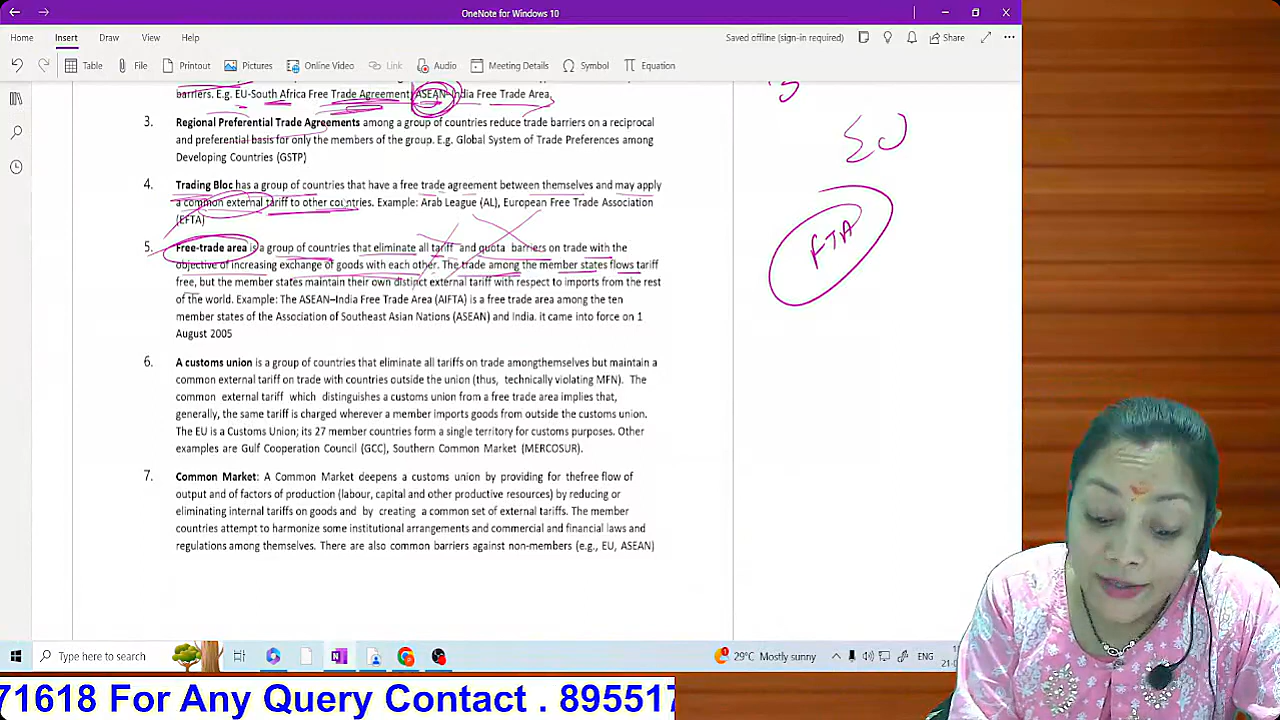 OneNote for Windows 10
Home Insert Draw View Help
Saved offline (sign-in required) Share
Table File Printout Pictures Online Video Link Audio Meeting Details Symbol Equation
barriers. E.g. EU-South Africa Free Trade Agreement, ASEAN-India Free Trade Area.
3. Regional Preferential Trade Agreements among a group of countries reduce trade barriers on a reciprocal
and preferential basis for only the members of the group. E.g. Global System of Trade Preferences among
Developing Countries (GSTP)
EU
4. Trading Bloc has a group of countries that have a free trade agreement between themselves and may apply
a common external tariff to other countries. Example: Arab League (AL), European Free Trade Association
(EFTA)
FTA
5. Free-trade area is a group of countries that eliminate all tariff and quota barriers on trade with the
objective of increasing exchange of goods with each other. The trade among the member states flows tariff
free, but the member states maintain their own distinct external tariff with respect to imports from the rest
of the world. Example: The ASEAN–India Free Trade Area (AIFTA) is a free trade area among the ten
member states of the Association of Southeast Asian Nations (ASEAN) and India. it came into force on 1
August 2005
6. A customs union is a group of countries that eliminate all tariffs on trade amongthemselves but maintain a
common external tariff on trade with countries outside the union (thus, technically violating MFN). The
common external tariff which distinguishes a customs union from a free trade area implies that,
generally, the same tariff is charged wherever a member imports goods from outside the customs union.
The EU is a Customs Union; its 27 member countries form a single territory for customs purposes. Other
examples are Gulf Cooperation Council (GCC), Southern Common Market (MERCOSUR).
7. Common Market: A Common Market deepens a customs union by providing for thefree flow of
output and of factors of production (labour, capital and other productive resources) by reducing or
eliminating internal tariffs on goods and by creating a common set of external tariffs. The member
countries attempt to harmonize some institutional arrangements and commercial and financial laws and
regulations among themselves. There are also common barriers against non-members (e.g., EU, ASEAN)
Type here to search
29°C Mostly sunny ENG
71618 For Any Query Contact . 89551